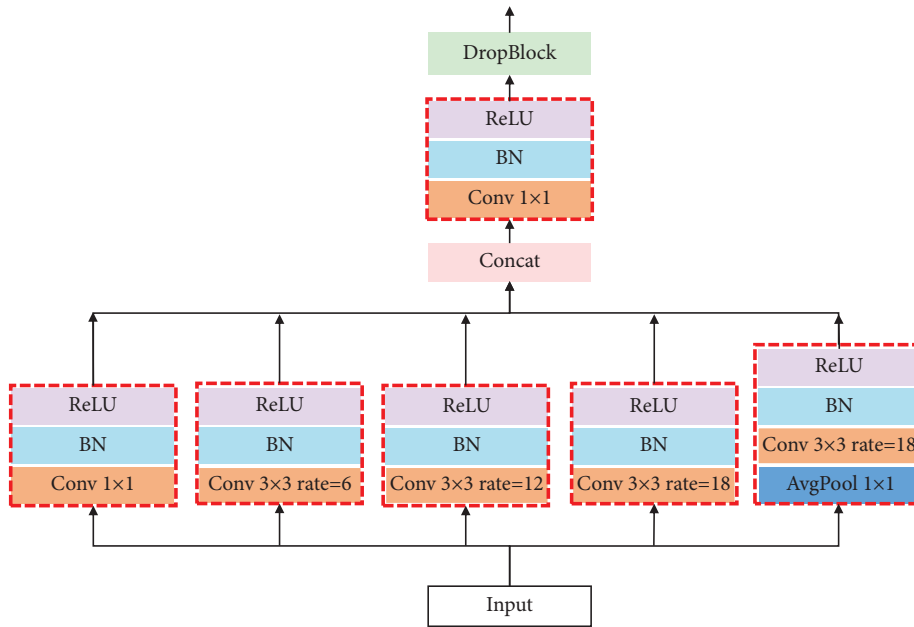 DropBlock
ReLU
BN
Conv 1×1
Concat
ReLU
BN
Conv 1×1
ReLU
BN
Conv 3×3 rate=6
ReLU
BN
Conv 3×3 rate=12
ReLU
BN
Conv 3×3 rate=18
ReLU
BN
Conv 3×3 rate=18
AvgPool 1×1
Input